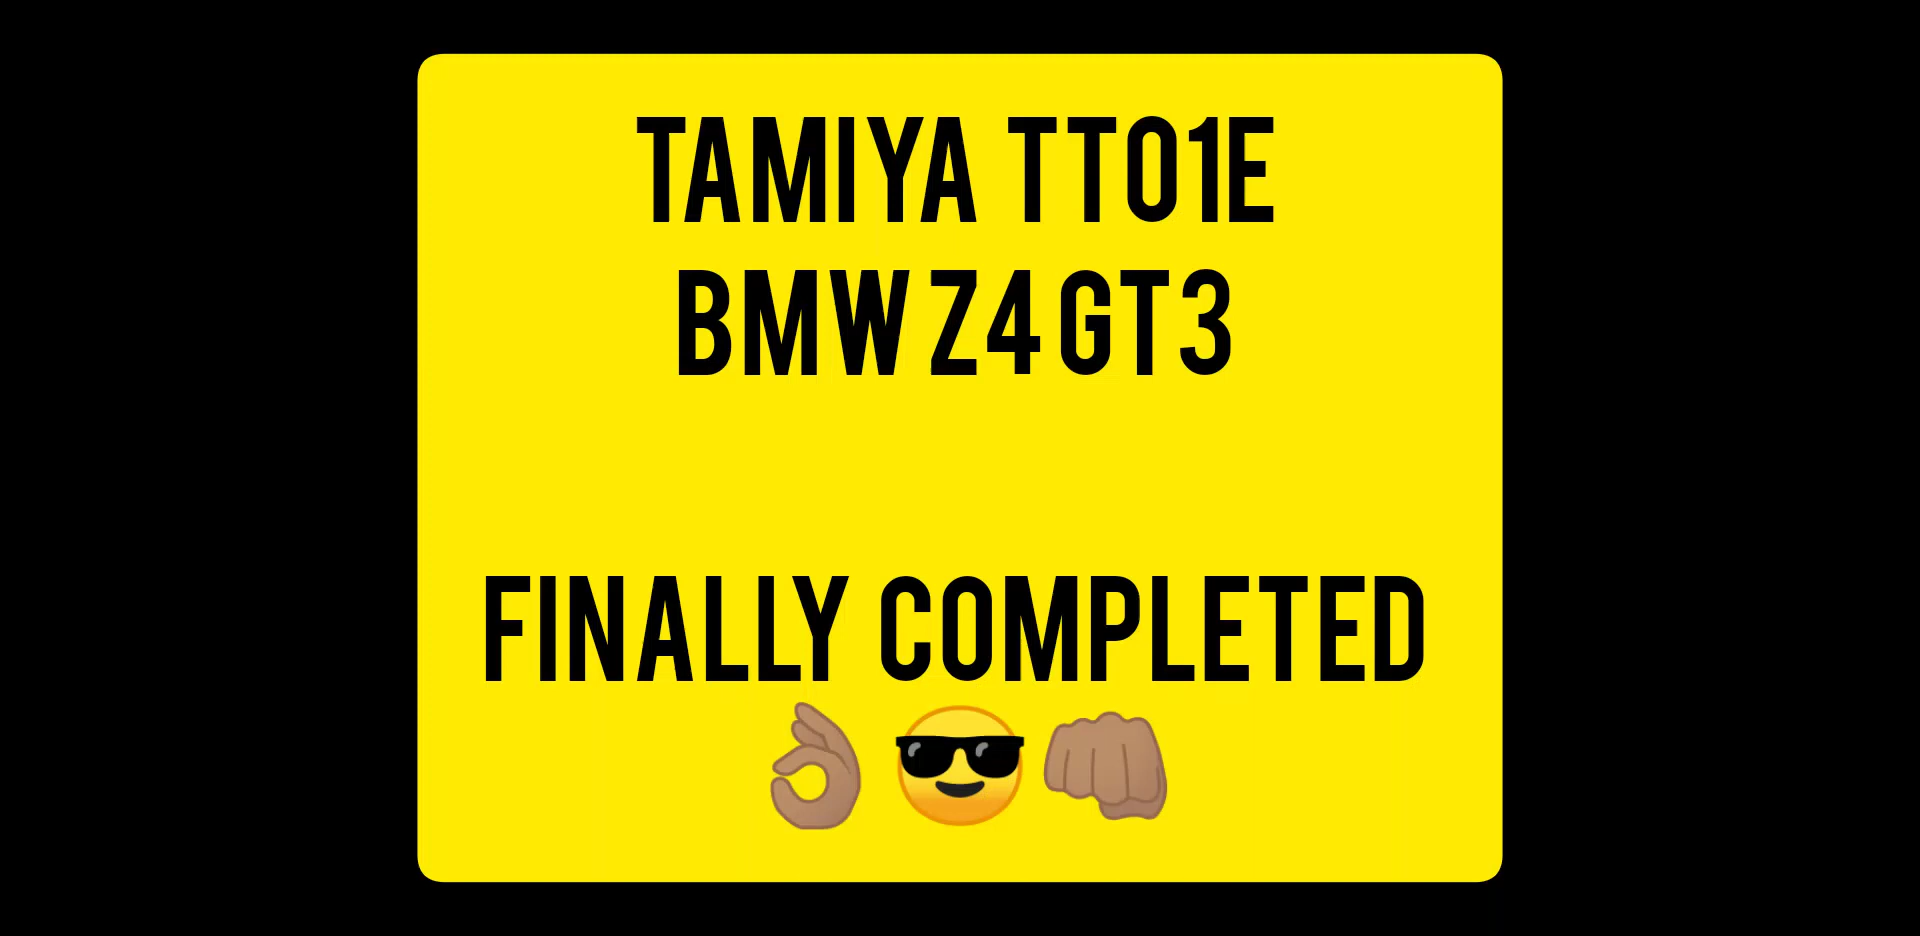 TAMIYA TT01E
BMW Z4 GT3
FINALLY COMPLETED
👌🏽😎👊🏽